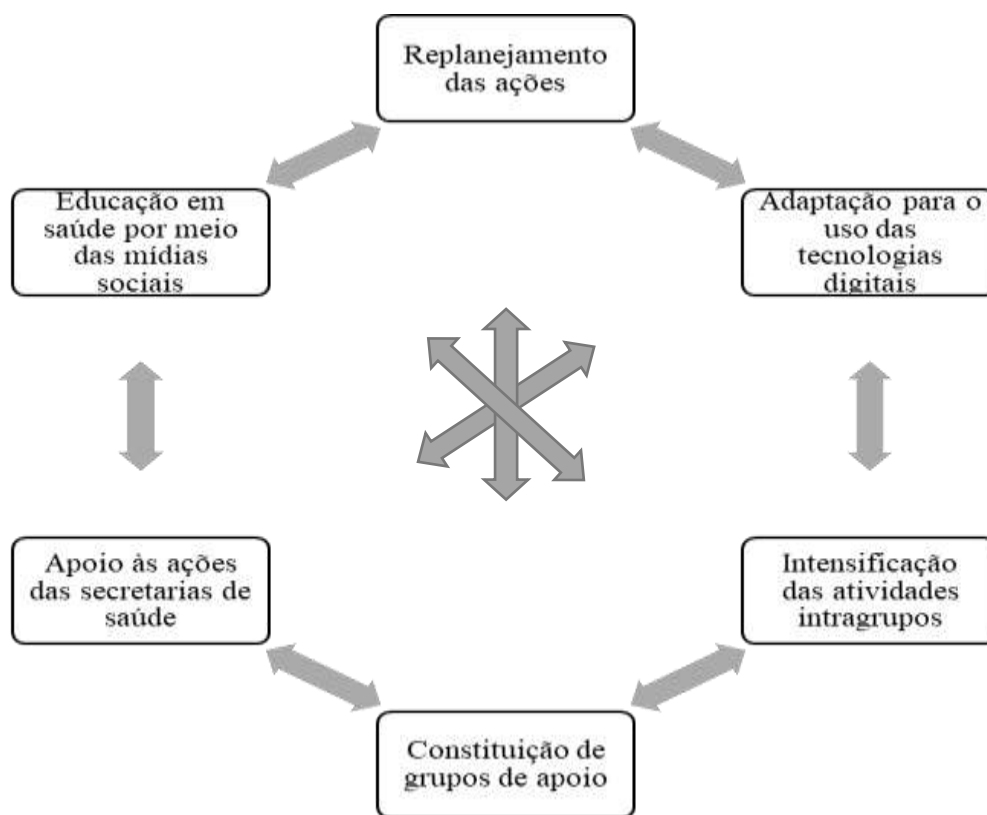 Replanejamento
das ações
Educação em
saúde por meio
das mídias
sociais
Adaptação para o
uso das
tecnologias
digitais
Apoio às ações
das secretarias de
saúde
Intensificação
das atividades
intragrupos
Constituição de
grupos de apoio